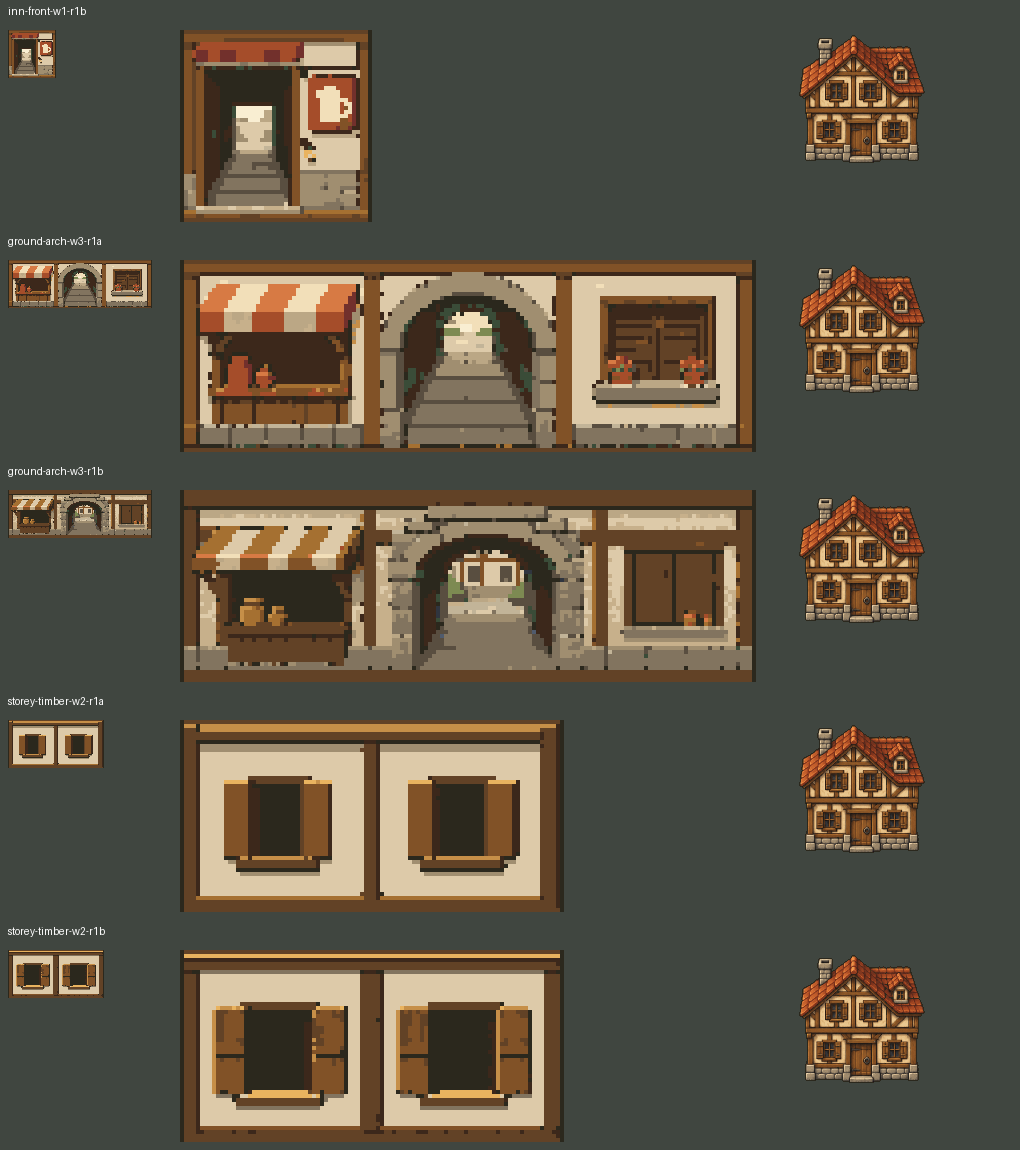 inn-front-w1-r1b
ground-arch-w3-r1a
ground-arch-w3-r1b
storey-timber-w2-r1a
storey-timber-w2-r1b